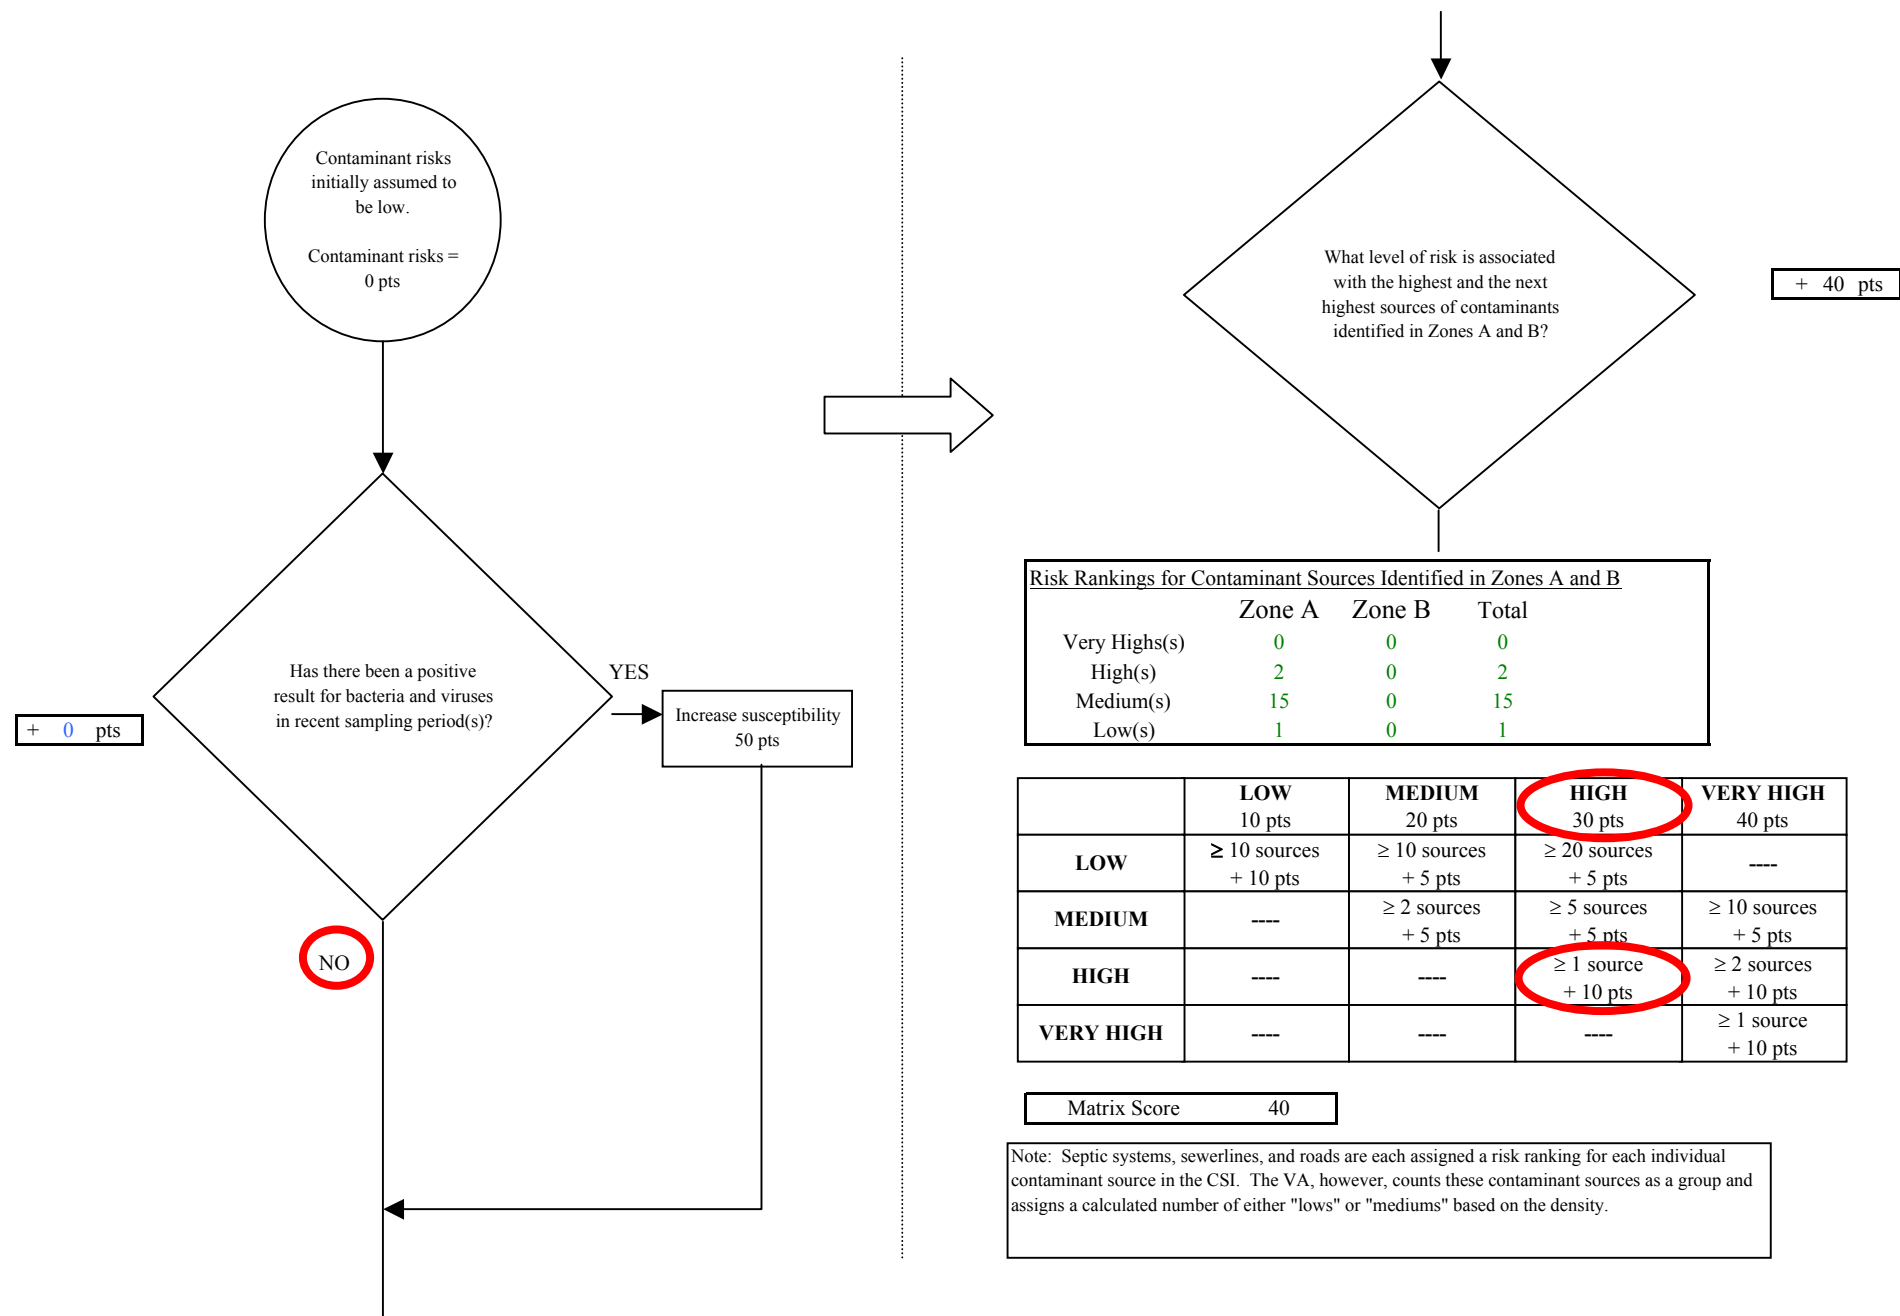 Contaminant risks
initially assumed to
be low.
Contaminant risks =
0 pts
Has there been a positive
result for bacteria and viruses
in recent sampling period(s)?
YES
Increase susceptibility
50 pts
+ 0 pts
NO
What level of risk is associated
with the highest and the next
highest sources of contaminants
identified in Zones A and B?
+ 40 pts
Risk Rankings for Contaminant Sources Identified in Zones A and B
Zone A Zone B Total
Very Highs(s) 0 0 0
High(s) 2 0 2
Medium(s) 15 0 15
Low(s) 1 0 1
LOW MEDIUM HIGH VERY HIGH
10 pts 20 pts 30 pts 40 pts
LOW ≥ 10 sources ≥ 10 sources ≥ 20 sources ----
+ 10 pts + 5 pts + 5 pts
MEDIUM ---- ≥ 2 sources ≥ 5 sources ≥ 10 sources
+ 5 pts + 5 pts + 5 pts
HIGH ---- ---- ≥ 1 source ≥ 2 sources
+ 10 pts + 10 pts
VERY HIGH ---- ---- ---- ≥ 1 source
+ 10 pts
Matrix Score 40
Note: Septic systems, sewerlines, and roads are each assigned a risk ranking for each individual
contaminant source in the CSI. The VA, however, counts these contaminant sources as a group and
assigns a calculated number of either "lows" or "mediums" based on the density.